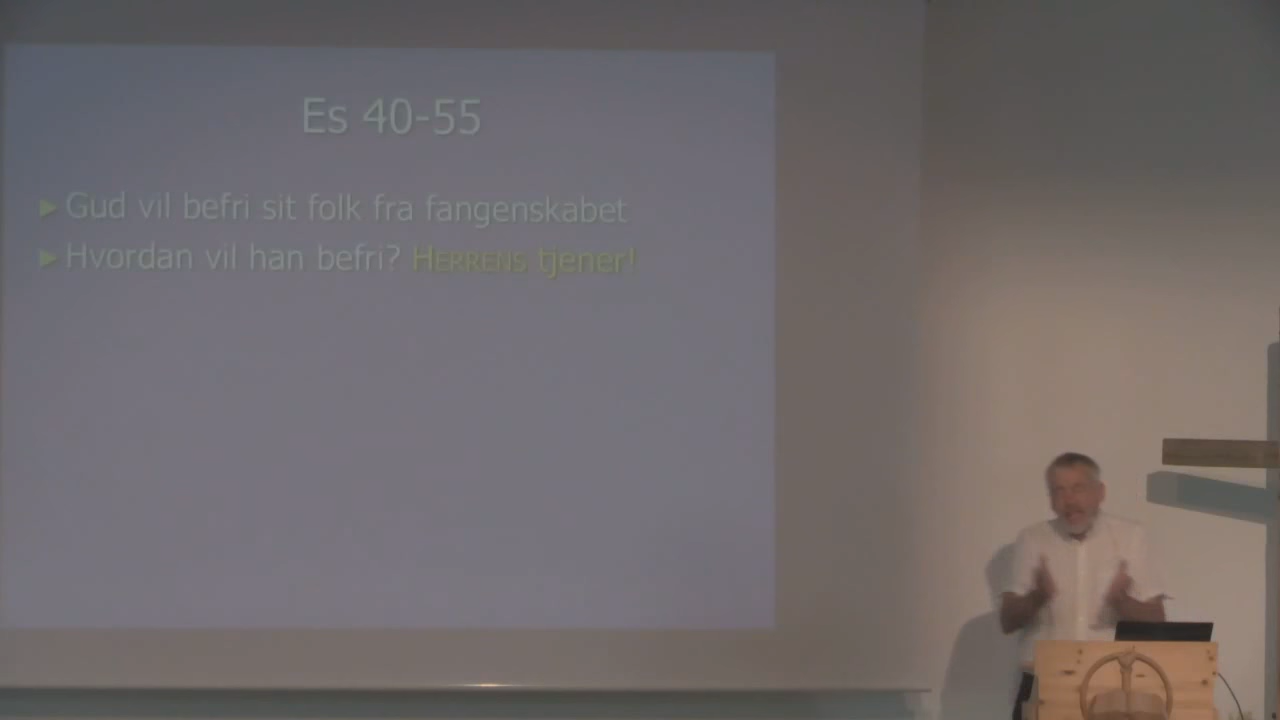 Es 40-55
► Gud vil befri sit folk fra fangenskabet
► Hvordan vil han befri? HERRENS tjener!